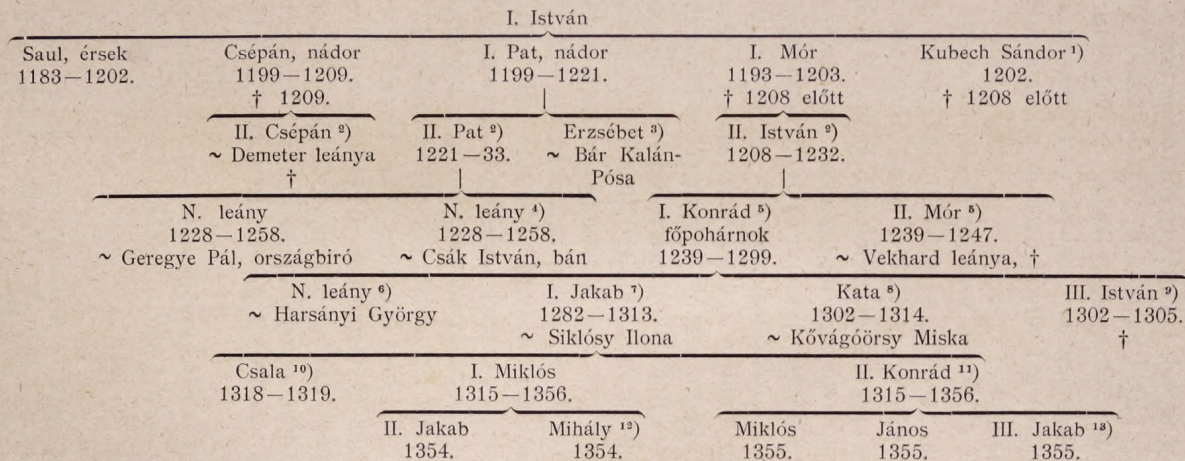 I. István
Saul, érsek Csépán, nádor I. Pat, nádor I. Mór Kubech Sándor ¹)
1183—1202. 1199—1209. 1199—1221. 1193—1203. 1202.
† 1209. † 1208 előtt † 1208 előtt
II. Csépán ²) II. Pat ²) Erzsébet ³) II. István ²)
~ Demeter leánya 1221—33. ~ Bár Kalán- 1208—1232.
† Pósa
N. leány N. leány ⁴) I. Konrád ⁵) II. Mór ⁵)
1228—1258. 1228—1258. főpohárnok 1239—1247.
~ Geregye Pál, országbiró ~ Csák István, bán 1239—1299. ~ Vekhard leánya, †
N. leány ⁶) I. Jakab ⁷) Kata ⁸) III. István ⁹)
~ Harsányi György 1282—1313. 1302—1314. 1302—1305.
~ Siklósy Ilona ~ Kővágóörsy Miska †
Csala ¹⁰) I. Miklós II. Konrád ¹¹)
1318—1319. 1315—1356. 1315—1356.
II. Jakab Mihály ¹²) Miklós János III. Jakab ¹³)
1354. 1354. 1355. 1355. 1355.